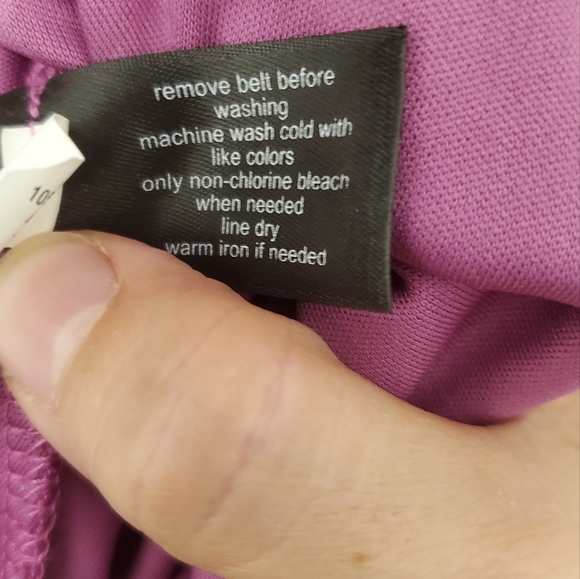 remove belt before
washing
machine wash cold with
like colors
only non-chlorine bleach
when needed
line dry
warm iron if needed